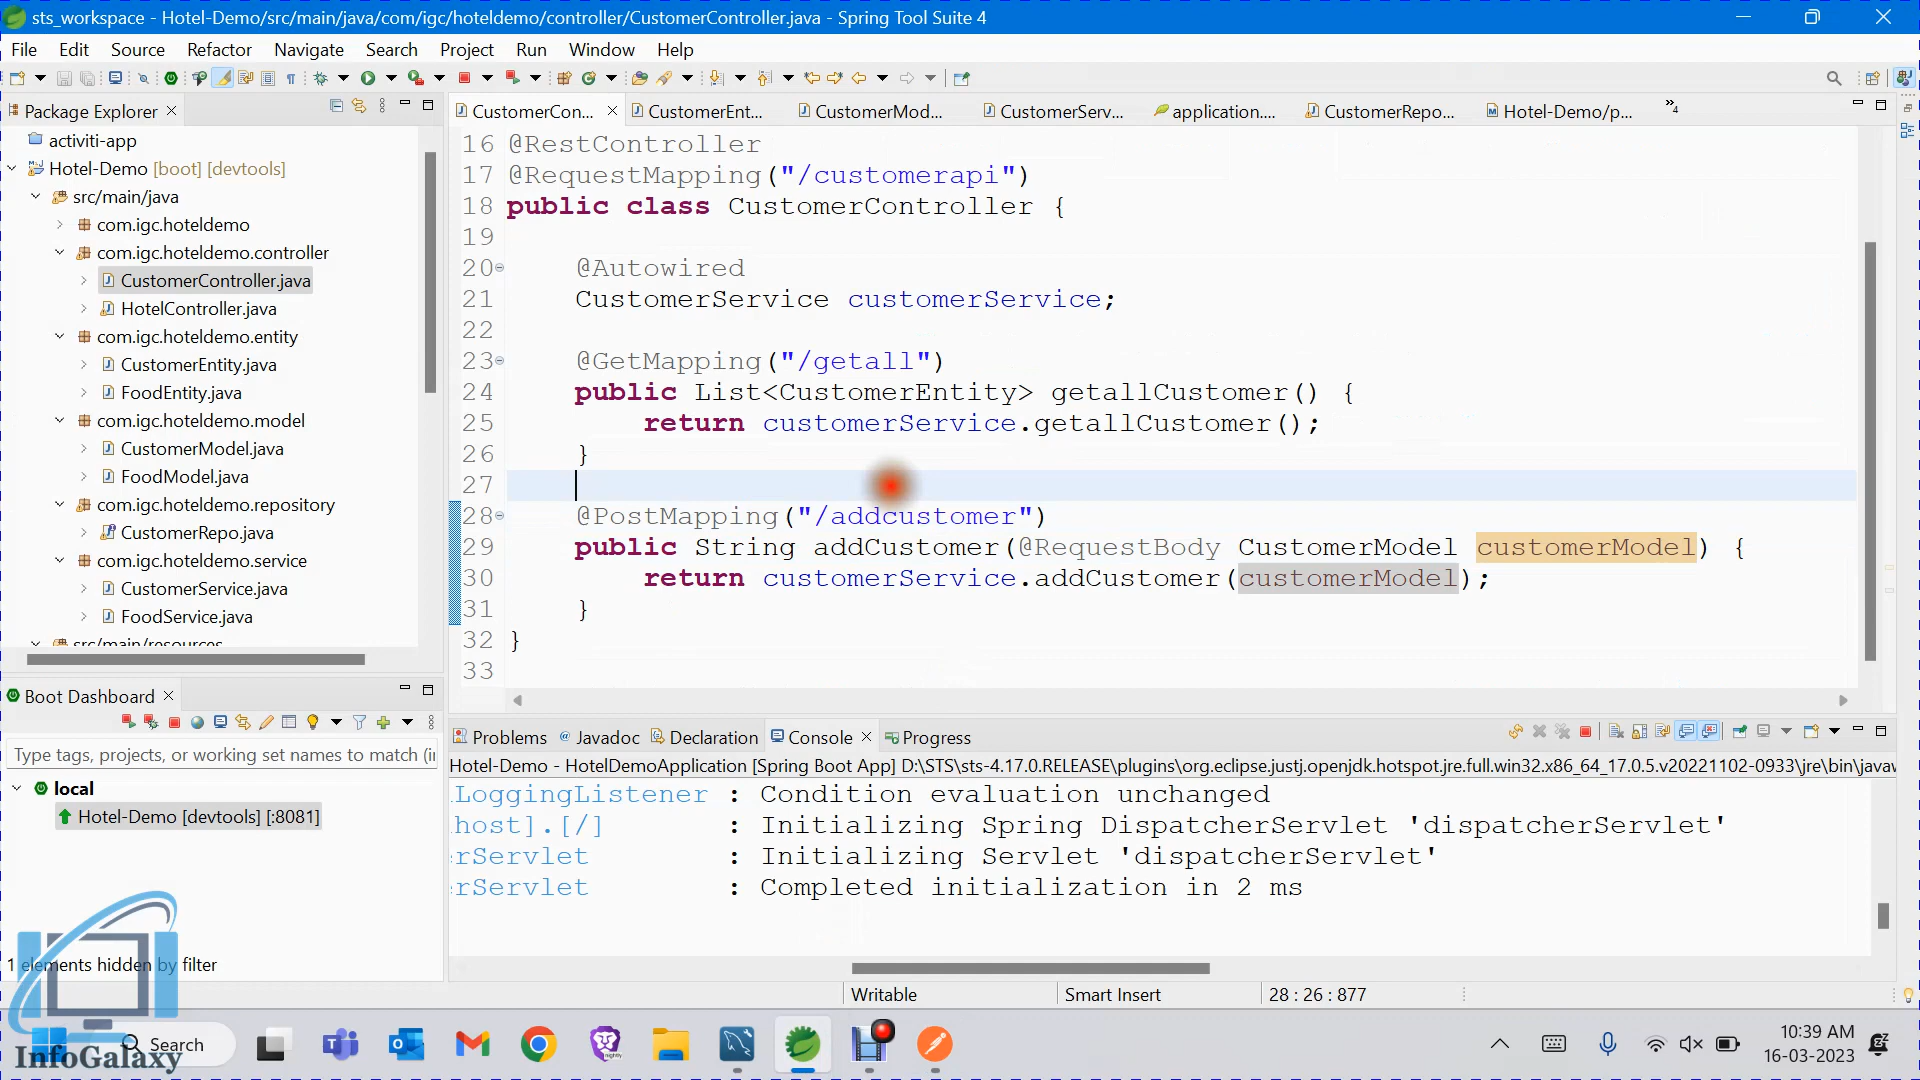 sts_workspace - Hotel-Demo/src/main/java/com/igc/hoteldemo/controller/CustomerController.java - Spring Tool Suite 4
File Edit Source Refactor Navigate Search Project Run Window Help
Package Explorer
activiti-app
Hotel-Demo [boot] [devtools]
src/main/java
com.igc.hoteldemo
com.igc.hoteldemo.controller
CustomerController.java
HotelController.java
com.igc.hoteldemo.entity
CustomerEntity.java
FoodEntity.java
com.igc.hoteldemo.model
CustomerModel.java
FoodModel.java
com.igc.hoteldemo.repository
CustomerRepo.java
com.igc.hoteldemo.service
CustomerService.java
FoodService.java
src/main/resources
CustomerCon... CustomerEnt... CustomerMod... CustomerServ... application.... CustomerRepo... Hotel-Demo/p... »4
16 @RestController
17 @RequestMapping("/customerapi")
18 public class CustomerController {
19
20 @Autowired
21 CustomerService customerService;
22
23 @GetMapping("/getall")
24 public List<CustomerEntity> getallCustomer() {
25 return customerService.getallCustomer();
26 }
27
28 @PostMapping("/addcustomer")
29 public String addCustomer(@RequestBody CustomerModel customerModel) {
30 return customerService.addCustomer(customerModel);
31 }
32 }
33
Boot Dashboard
Type tags, projects, or working set names to match (i
local
Hotel-Demo [devtools] [:8081]
1 elements hidden by filter
Problems @ Javadoc Declaration Console Progress
Hotel-Demo - HotelDemoApplication [Spring Boot App] D:\STS\sts-4.17.0.RELEASE\plugins\org.eclipse.justj.openjdk.hotspot.jre.full.win32.x86_64_17.0.5.v20221102-0933\jre\bin\javaw
LoggingListener : Condition evaluation unchanged
host].[/] : Initializing Spring DispatcherServlet 'dispatcherServlet'
rServlet : Initializing Servlet 'dispatcherServlet'
rServlet : Completed initialization in 2 ms
Writable Smart Insert 28 : 26 : 877
InfoGalaxy
Search
10:39 AM
16-03-2023